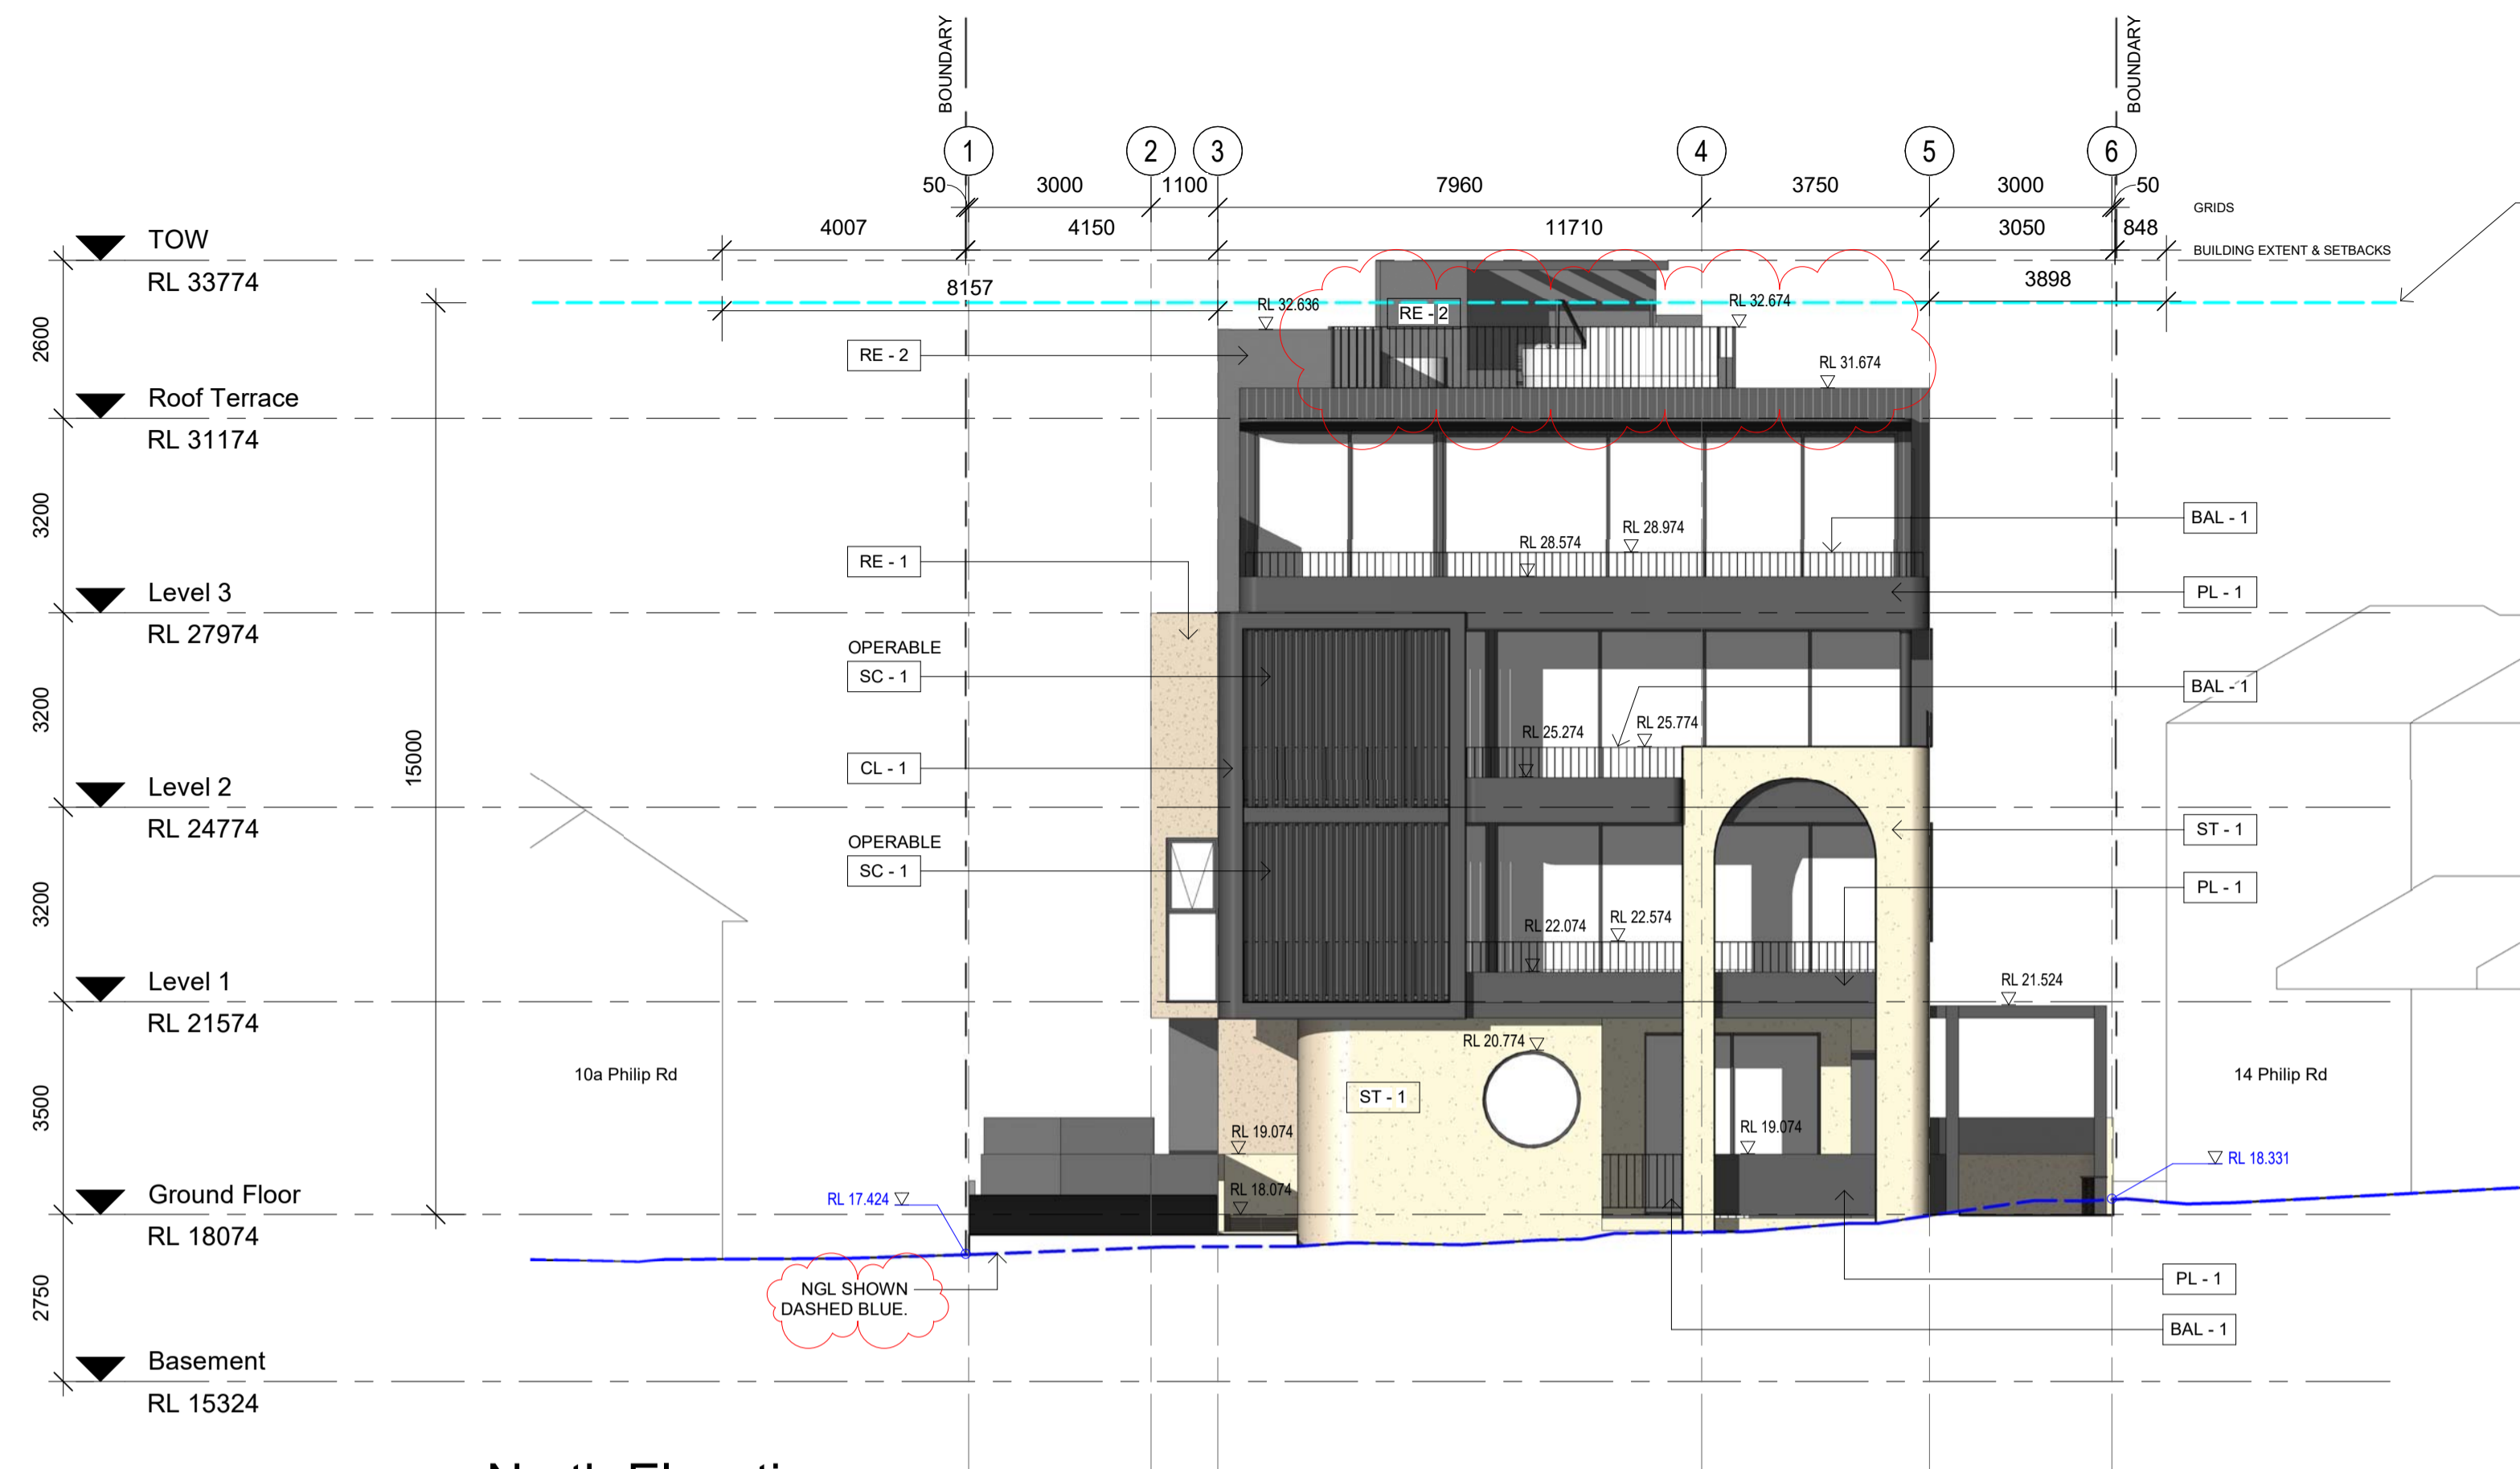 BOUNDARY
BOUNDARY
1
2
3
4
5
6
50
3000
1100
7960
3750
3000
50
GRIDS
4007
4150
11710
3050
848
BUILDING EXTENT & SETBACKS
8157
3898
TOW
RL 33774
2600
Roof Terrace
RL 31174
3200
Level 3
RL 27974
3200
Level 2
RL 24774
3200
Level 1
RL 21574
3500
Ground Floor
RL 18074
2750
Basement
RL 15324
15000
RL 32.636
RE - 2
RL 32.674
RE - 2
RL 31.674
BAL - 1
RL 28.974
RL 28.574
RE - 1
PL - 1
OPERABLE
SC - 1
BAL - 1
RL 25.774
RL 25.274
CL - 1
ST - 1
OPERABLE
SC - 1
PL - 1
RL 22.574
RL 22.074
RL 21.524
RL 20.774
10a Philip Rd
14 Philip Rd
ST - 1
RL 19.074
RL 19.074
RL 18.331
RL 18.074
RL 17.424
NGL SHOWN
DASHED BLUE.
PL - 1
BAL - 1